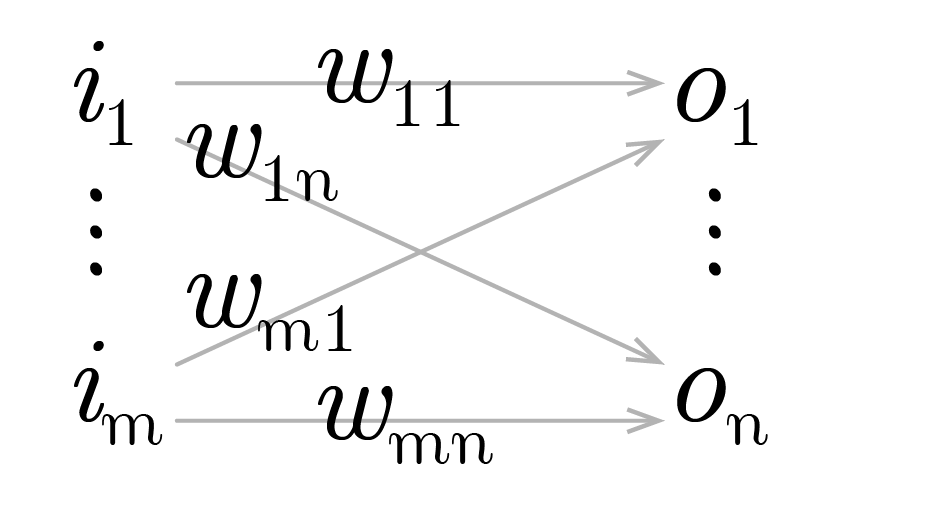 i₁ w₁₁ o₁
w₁ₙ
⋮ ⋮
wₘ₁
iₘ wₘₙ oₙ